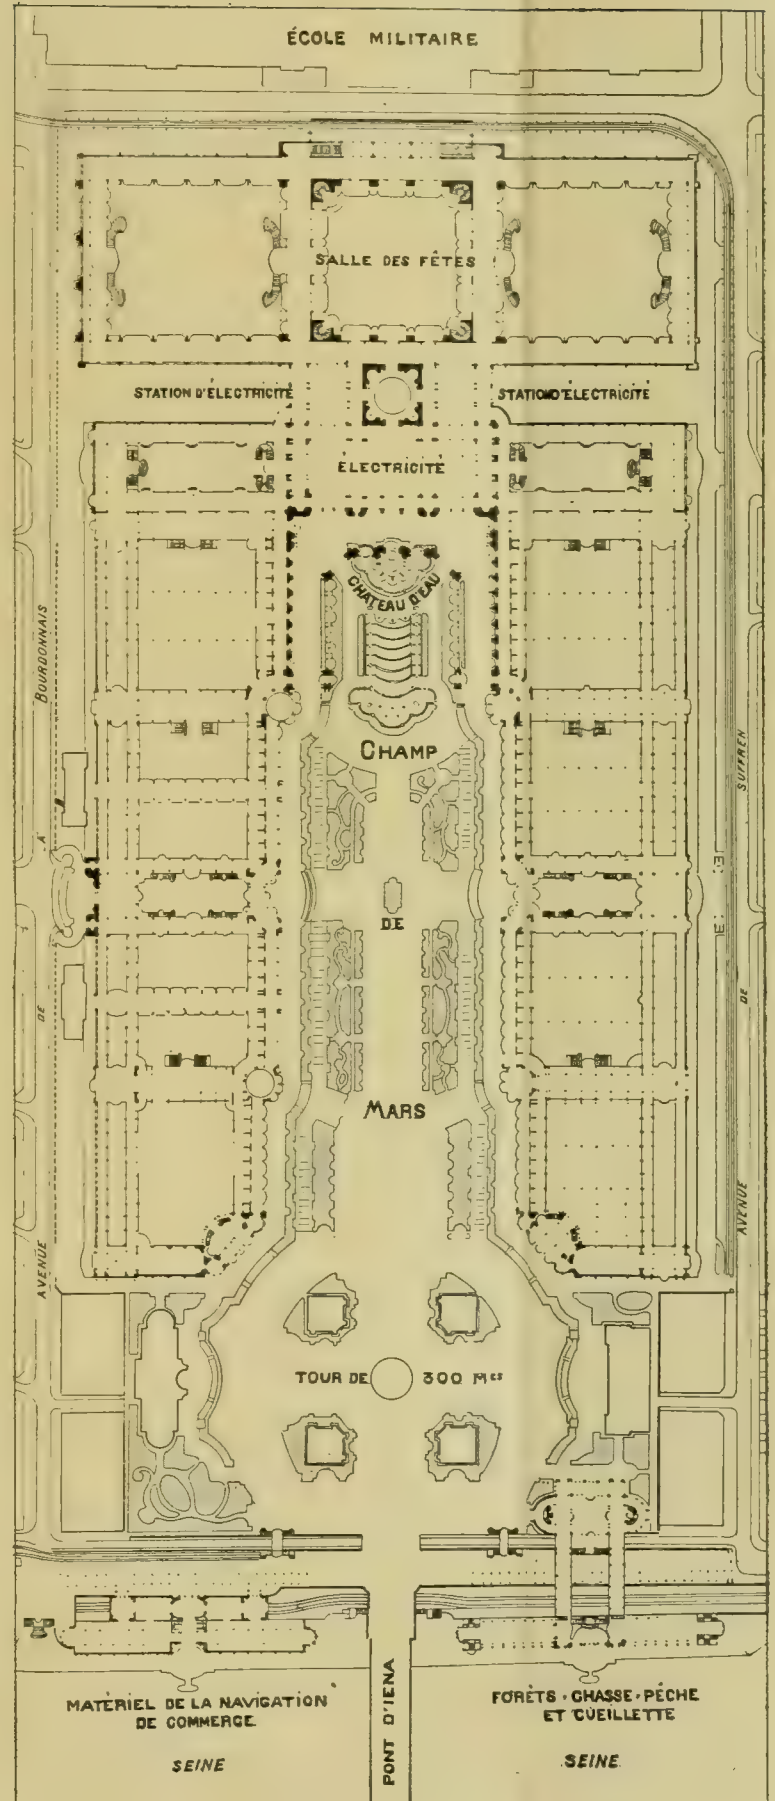 ÉCOLE MILITAIRE
SALLE DES FÊTES
STATION D'ÉLECTRICITÉ
STATION D'ÉLECTRICITÉ
ÉLECTRICITÉ
CHATEAU D'EAU
CHAMP
DE
MARS
AVENUE DE LA BOURDONNAIS
AVENUE DE SUFFREN
TOUR DE 300 Mes
MATÉRIEL DE LA NAVIGATION
DE COMMERCE
SEINE
PONT D'IENA
FORÊTS · CHASSE · PÊCHE
ET CUEILLETTE
SEINE